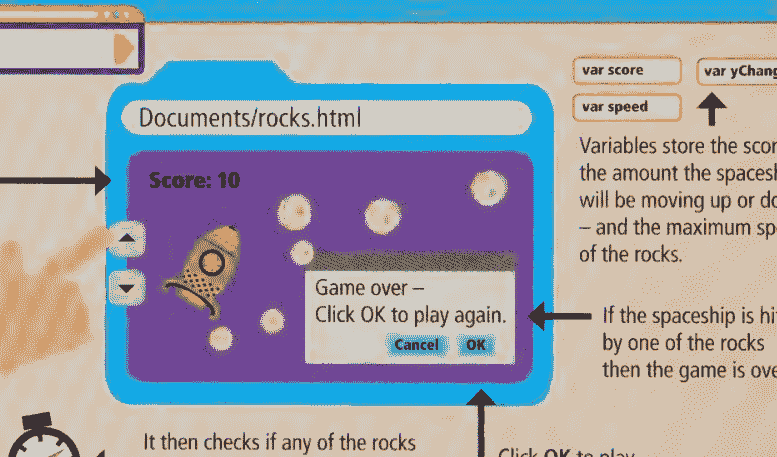 var score
var yChang
var speed
Documents/rocks.html
Variables store the scor
the amount the spacesh
will be moving up or do
– and the maximum spe
of the rocks.
Score: 10
Game over –
Click OK to play again.
Cancel
OK
If the spaceship is hit
by one of the rocks
then the game is ove
It then checks if any of the rocks
Click OK to play